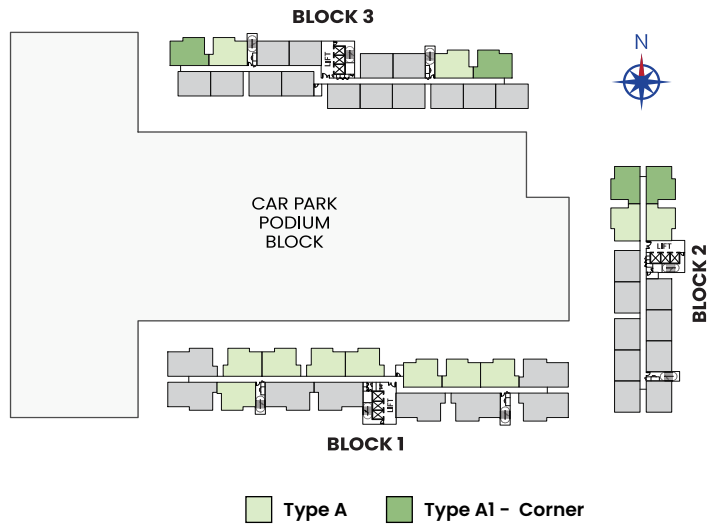 BLOCK 3
LIFT
N
CAR PARK
PODIUM
BLOCK
LIFT
BLOCK 2
LIFT
BLOCK 1
Type A
Type A1 - Corner